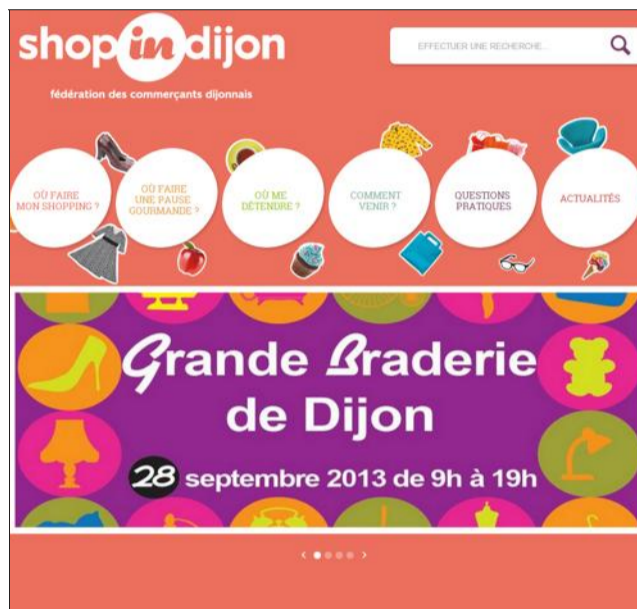 shop in dijon
fédération des commerçants dijonnais
EFFECTUER UNE RECHERCHE...
OÙ FAIRE
MON SHOPPING ?
OÙ FAIRE
UNE PAUSE
GOURMANDE ?
OÙ ME
DÉTENDRE ?
COMMENT
VENIR ?
QUESTIONS
PRATIQUES
ACTUALITÉS
Grande Braderie
de Dijon
28 septembre 2013 de 9h à 19h